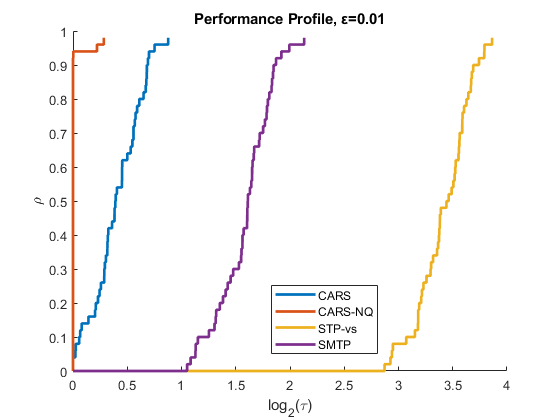 Performance Profile, ε=0.01
1
0.9
0.8
0.7
0.6
0.5
0.4
0.3
0.2
0.1
0
ρ
CARS
CARS-NQ
STP-vs
SMTP
0 0.5 1 1.5 2 2.5 3 3.5 4
log₂(τ)